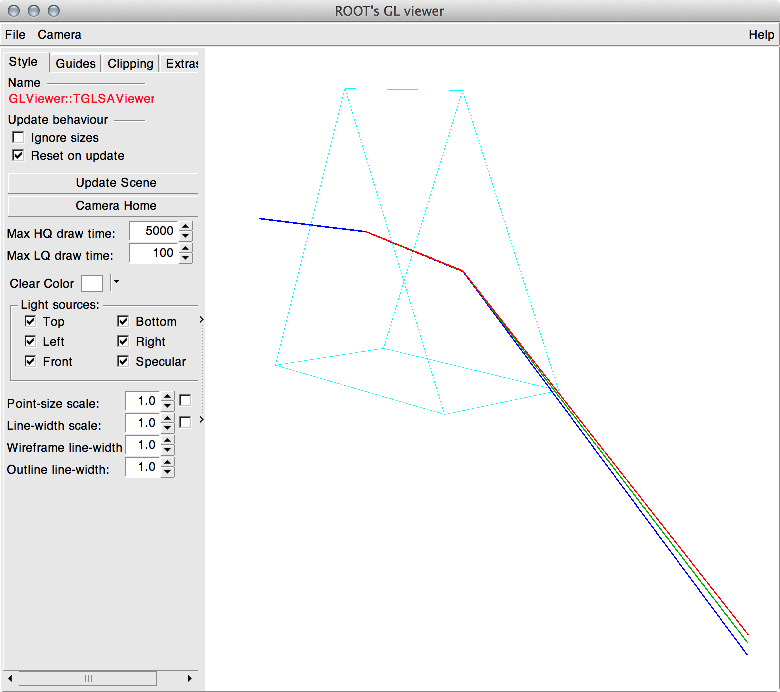 ROOT's GL viewer
File Camera Help
Style Guides Clipping Extras
Name
GLViewer::TGLSAViewer
Update behaviour
Ignore sizes
Reset on update
Update Scene
Camera Home
Max HQ draw time: 5000
Max LQ draw time: 100
Clear Color
Light sources:
Top Bottom
Left Right
Front Specular
Point-size scale: 1.0
Line-width scale: 1.0
Wireframe line-width 1.0
Outline line-width: 1.0